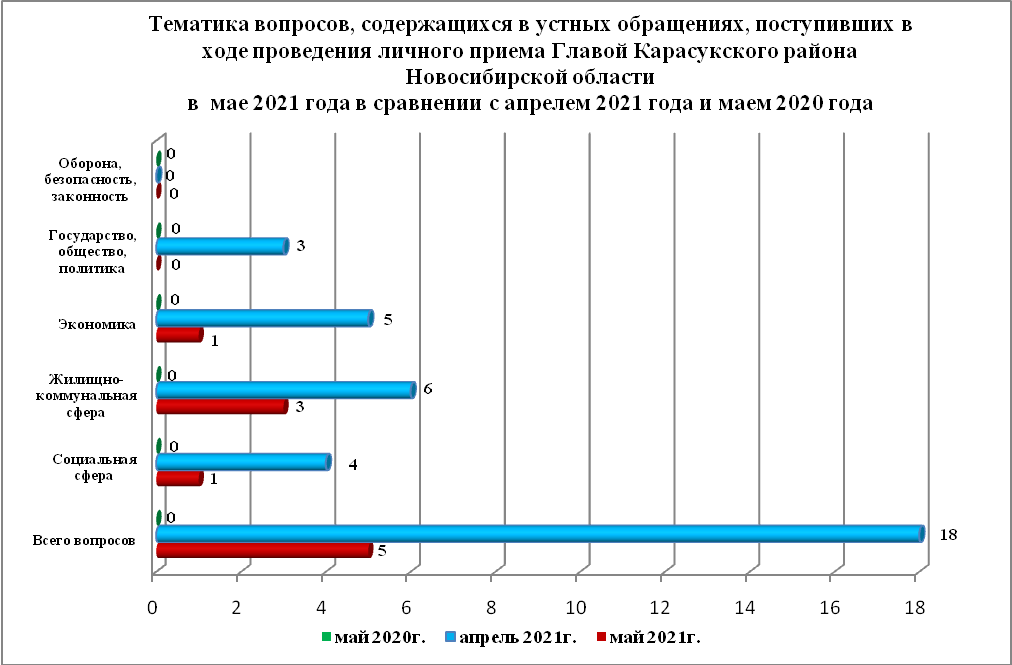 Тематика вопросов, содержащихся в устных обращениях, поступивших в
ходе проведения личного приема Главой Карасукского района
Новосибирской области
в мае 2021 года в сравнении с апрелем 2021 года и маем 2020 года
Оборона,
безопасность,
законность
0
0
0
Государство,
общество,
политика
0
3
0
Экономика
0
5
1
Жилищно-
коммунальная
сфера
0
6
3
Социальная
сфера
0
4
1
Всего вопросов
0
18
5
0 2 4 6 8 10 12 14 16 18
май 2020г. апрель 2021г. май 2021г.